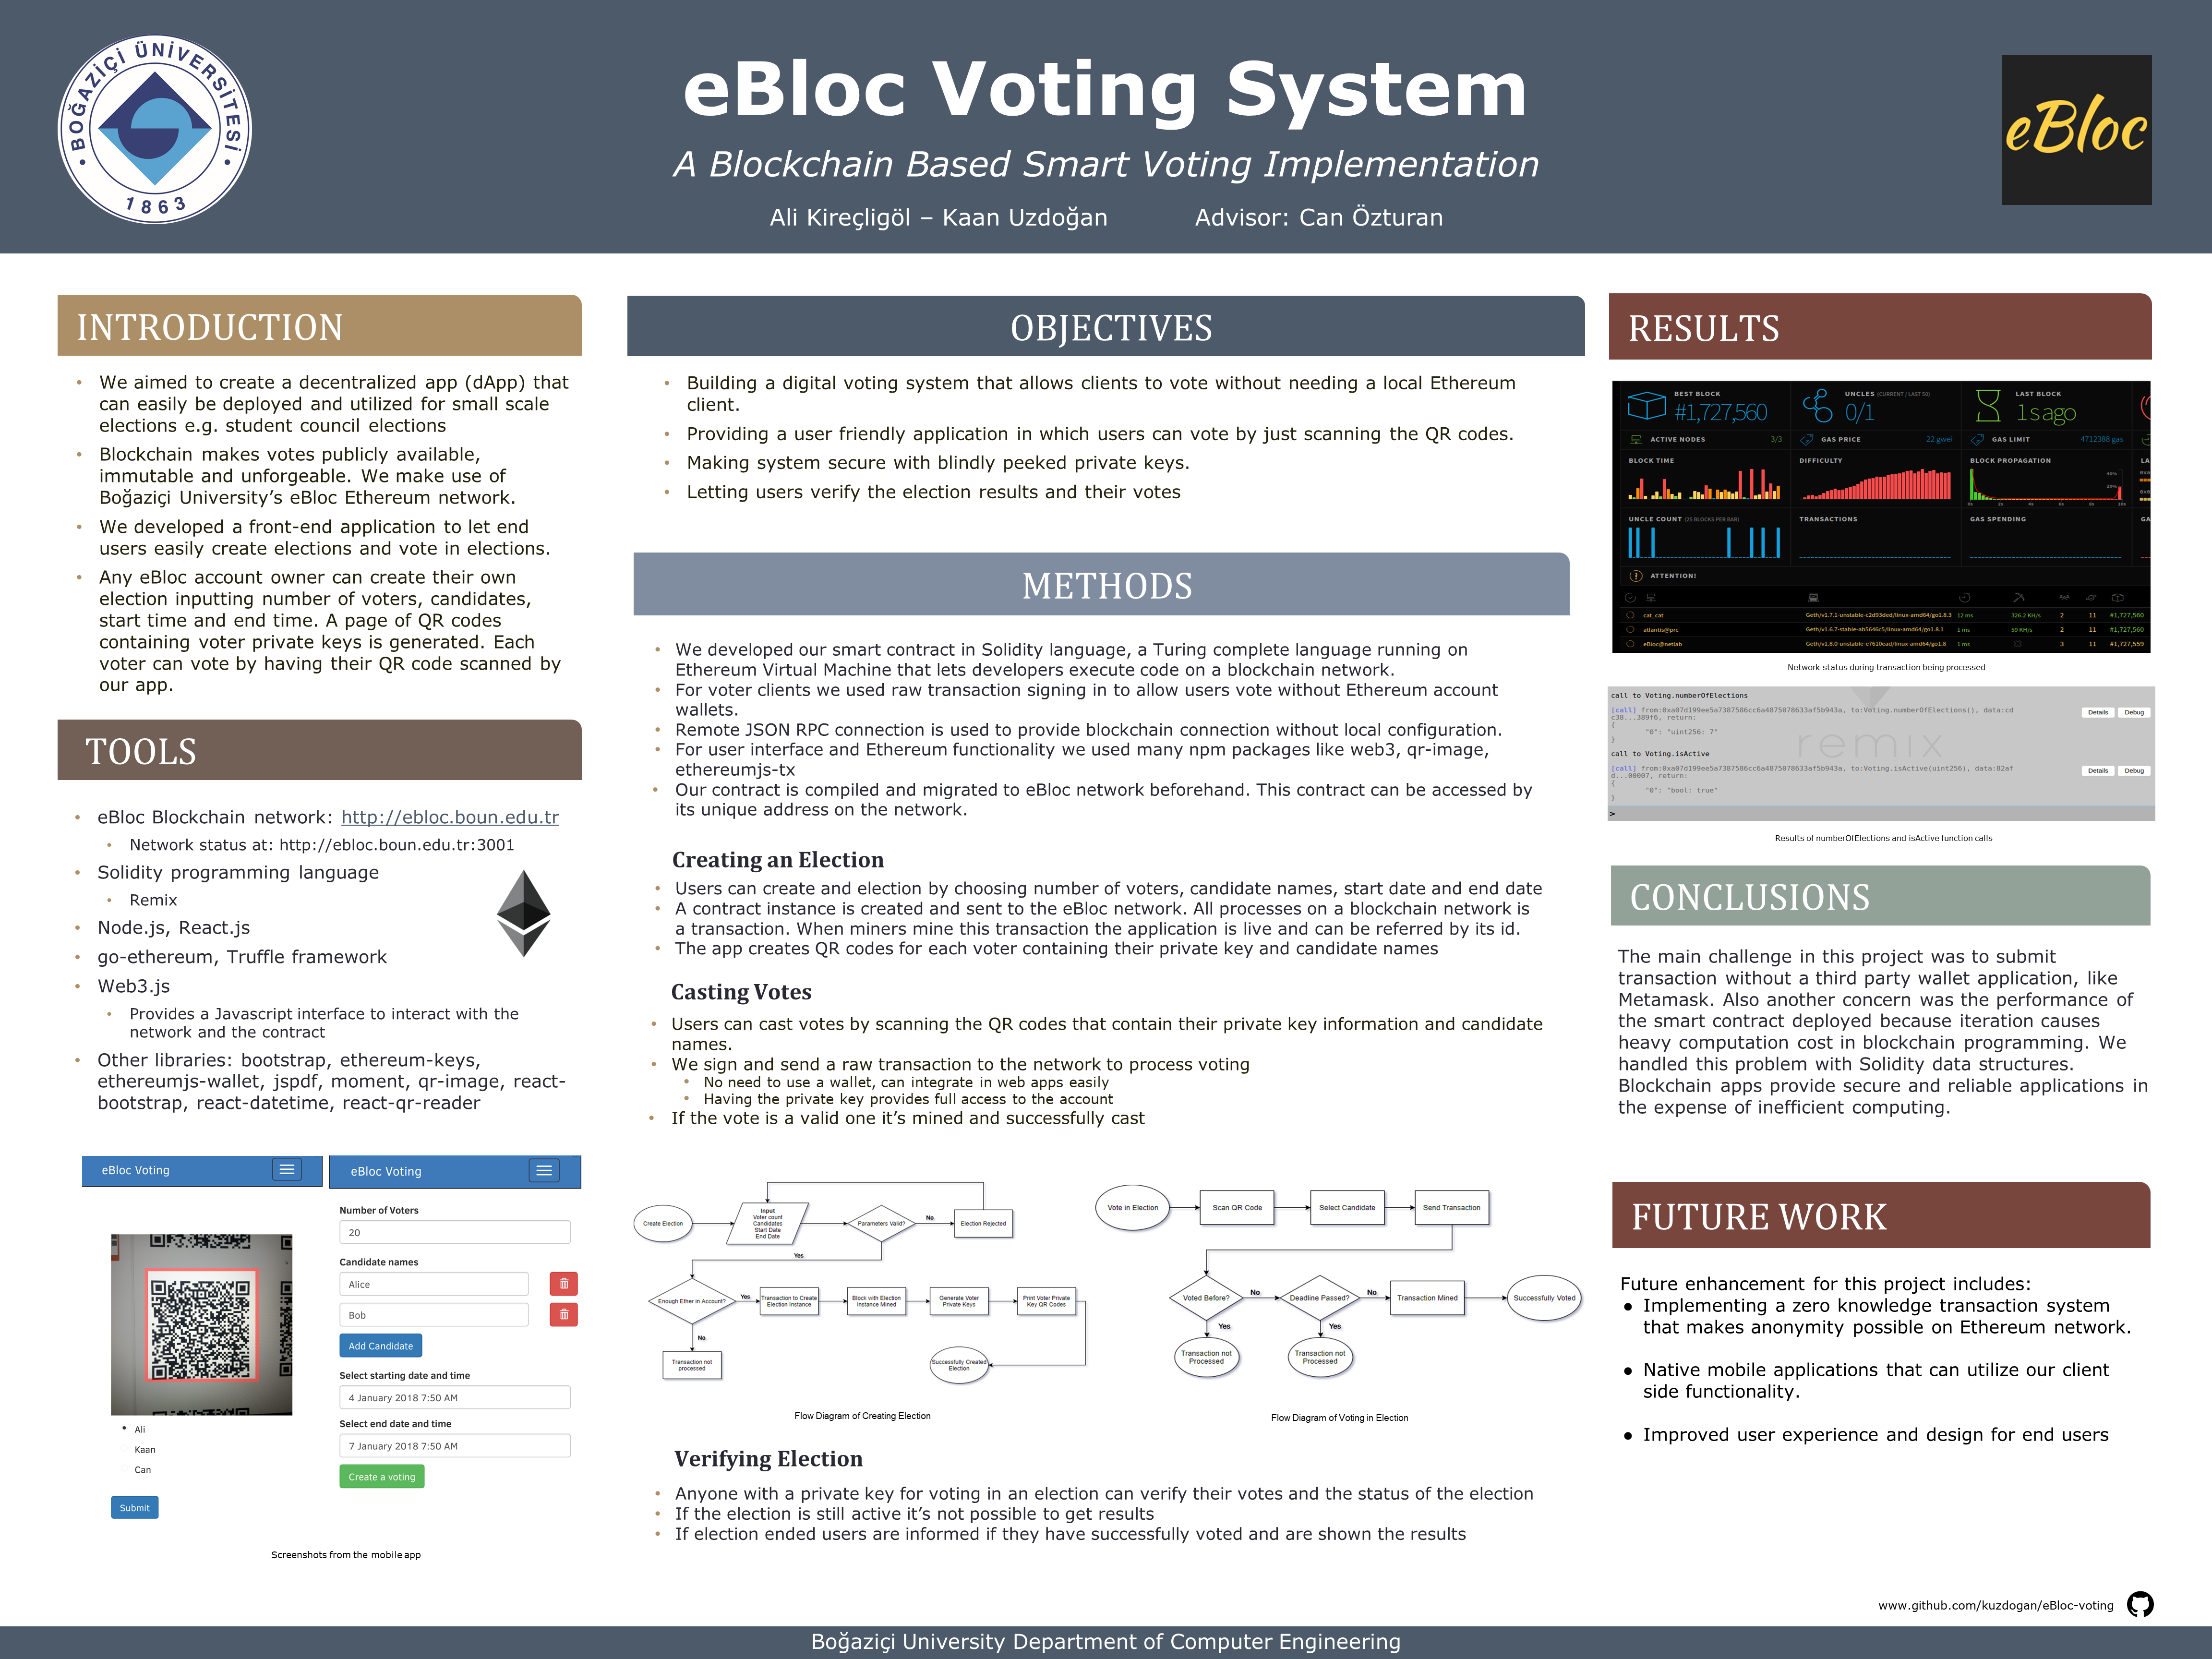 BOĞAZİÇİ ÜNİVERSİTESİ
1863
eBloc Voting System
A Blockchain Based Smart Voting Implementation
Ali Kireçligöl – Kaan Uzdoğan Advisor: Can Özturan
eBloc
INTRODUCTION
• We aimed to create a decentralized app (dApp) that
can easily be deployed and utilized for small scale
elections e.g. student council elections
• Blockchain makes votes publicly available,
immutable and unforgeable. We make use of
Boğaziçi University's eBloc Ethereum network.
• We developed a front-end application to let end
users easily create elections and vote in elections.
• Any eBloc account owner can create their own
election inputting number of voters, candidates,
start time and end time. A page of QR codes
containing voter private keys is generated. Each
voter can vote by having their QR code scanned by
our app.
TOOLS
• eBloc Blockchain network: http://ebloc.boun.edu.tr
• Network status at: http://ebloc.boun.edu.tr:3001
• Solidity programming language
• Remix
• Node.js, React.js
• go-ethereum, Truffle framework
• Web3.js
• Provides a Javascript interface to interact with the
network and the contract
• Other libraries: bootstrap, ethereum-keys,
ethereumjs-wallet, jspdf, moment, qr-image, react-
bootstrap, react-datetime, react-qr-reader
eBloc Voting
Ali
Kaan
Can
Submit
eBloc Voting
Number of Voters
20
Candidate names
Alice
Bob
Add Candidate
Select starting date and time
4 January 2018 7:50 AM
Select end date and time
7 January 2018 7:50 AM
Create a voting
Screenshots from the mobile app
OBJECTIVES
• Building a digital voting system that allows clients to vote without needing a local Ethereum
client.
• Providing a user friendly application in which users can vote by just scanning the QR codes.
• Making system secure with blindly peeked private keys.
• Letting users verify the election results and their votes
METHODS
• We developed our smart contract in Solidity language, a Turing complete language running on
Ethereum Virtual Machine that lets developers execute code on a blockchain network.
• For voter clients we used raw transaction signing in to allow users vote without Ethereum account
wallets.
• Remote JSON RPC connection is used to provide blockchain connection without local configuration.
• For user interface and Ethereum functionality we used many npm packages like web3, qr-image,
ethereumjs-tx
• Our contract is compiled and migrated to eBloc network beforehand. This contract can be accessed by
its unique address on the network.
Creating an Election
• Users can create and election by choosing number of voters, candidate names, start date and end date
• A contract instance is created and sent to the eBloc network. All processes on a blockchain network is
a transaction. When miners mine this transaction the application is live and can be referred by its id.
• The app creates QR codes for each voter containing their private key and candidate names
Casting Votes
• Users can cast votes by scanning the QR codes that contain their private key information and candidate
names.
• We sign and send a raw transaction to the network to process voting
• No need to use a wallet, can integrate in web apps easily
• Having the private key provides full access to the account
• If the vote is a valid one it's mined and successfully cast
Create Election
Input
Voter count
Candidates
Start Date
End Date
Parameters Valid?
No
Election Rejected
Yes
Enough Ether in Account?
Yes
Transaction to Create
Election Instance
Block with Election
Instance Mined
Generate Voter
Private Keys
Print Voter Private
Key QR Codes
No
Transaction not
processed
Successfully Created
Election
Flow Diagram of Creating Election
Vote in Election
Scan QR Code
Select Candidate
Send Transaction
Voted Before?
No
Deadline Passed?
No
Transaction Mined
Successfully Voted
Yes
Yes
Transaction not
Processed
Transaction not
Processed
Flow Diagram of Voting in Election
Verifying Election
• Anyone with a private key for voting in an election can verify their votes and the status of the election
• If the election is still active it's not possible to get results
• If election ended users are informed if they have successfully voted and are shown the results
RESULTS
BEST BLOCK
#1,727,560
UNCLES (CURRENT / LAST 50)
0/1
LAST BLOCK
1s ago
ACTIVE NODES 3/3
GAS PRICE 22 gwei
GAS LIMIT 4712388 gas
BLOCK TIME
DIFFICULTY
BLOCK PROPAGATION
LA
40%
20%
0s 2s 4s 6s 8s 10s
UNCLE COUNT (25 BLOCKS PER BAR)
TRANSACTIONS
GAS SPENDING
GA
ATTENTION!
cat_cat Geth/v1.7.1-unstable-c2d93ded/linux-amd64/go1.8.3 12 ms 326.2 KH/s 2 11 #1,727,560
atlantis@prc Geth/v1.6.7-stable-ab5646c5/linux-amd64/go1.8.1 1 ms 59 KH/s 2 11 #1,727,560
eBloc@netlab Geth/v1.8.0-unstable-e7610ead/linux-amd64/go1.8 1 ms 3 11 #1,727,559
Network status during transaction being processed
call to Voting.numberOfElections
[call] from:0xa07d199ee5a7387586cc6a4875078633af5b943a, to:Voting.numberOfElections(), data:cd
c38...389f6, return:
{
"0": "uint256: 7"
}
Details Debug
remix
call to Voting.isActive
[call] from:0xa07d199ee5a7387586cc6a4875078633af5b943a, to:Voting.isActive(uint256), data:82af
d...00007, return:
{
"0": "bool: true"
}
Details Debug
>
Results of numberOfElections and isActive function calls
CONCLUSIONS
The main challenge in this project was to submit
transaction without a third party wallet application, like
Metamask. Also another concern was the performance of
the smart contract deployed because iteration causes
heavy computation cost in blockchain programming. We
handled this problem with Solidity data structures.
Blockchain apps provide secure and reliable applications in
the expense of inefficient computing.
FUTURE WORK
Future enhancement for this project includes:
● Implementing a zero knowledge transaction system
that makes anonymity possible on Ethereum network.
● Native mobile applications that can utilize our client
side functionality.
● Improved user experience and design for end users
www.github.com/kuzdogan/eBloc-voting
Boğaziçi University Department of Computer Engineering